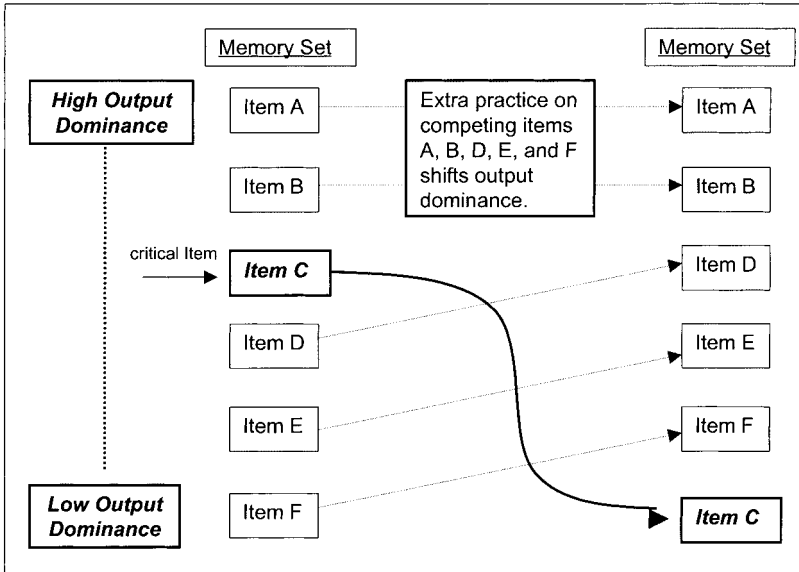 Memory Set
Memory Set
High Output
Dominance
Item A
Extra practice on
competing items
A, B, D, E, and F
shifts output
dominance.
Item A
Item B
Item B
critical Item
Item C
Item D
Item D
Item E
Item E
Item F
Low Output
Dominance
Item F
Item C